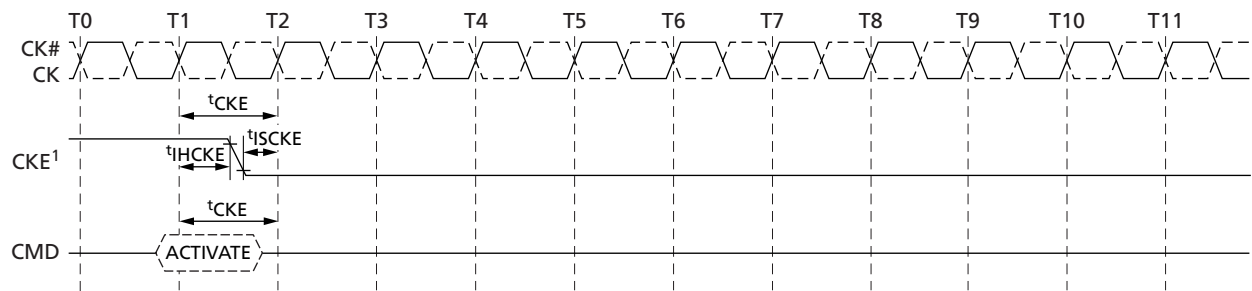 T0 T1 T2 T3 T4 T5 T6 T7 T8 T9 T10 T11
CK#
CK
tCKE
tISCKE
CKE1
tIHCKE
tCKE
CMD
ACTIVATE